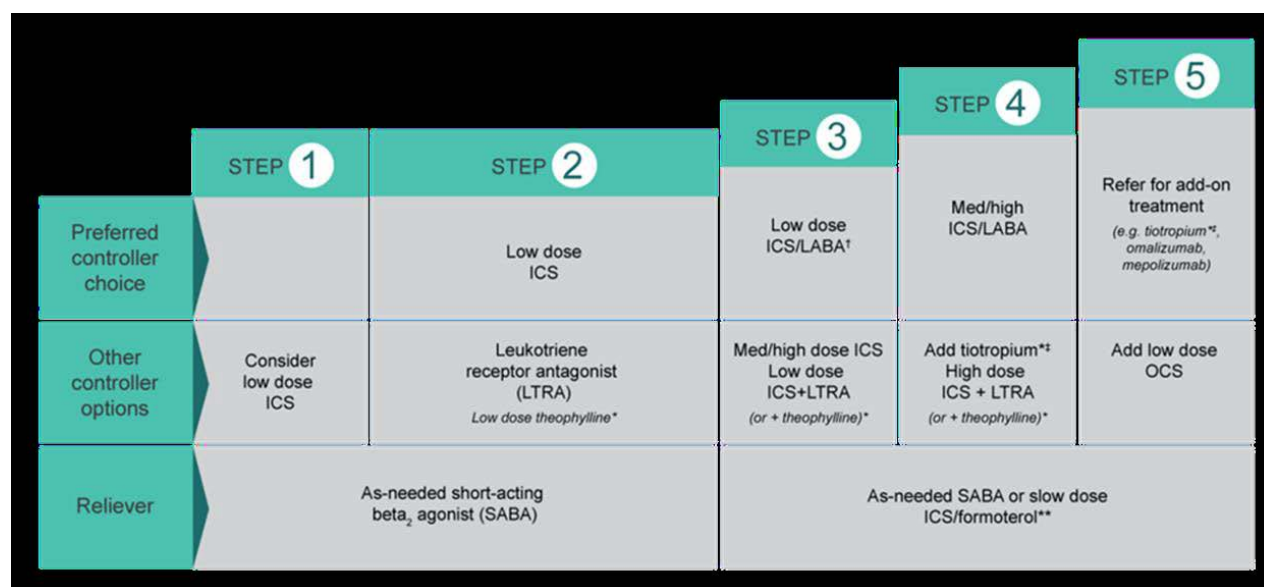 STEP 1
STEP 2
STEP 3
STEP 4
STEP 5
Preferred
controller
choice
Low dose
ICS
Low dose
ICS/LABA†
Med/high
ICS/LABA
Refer for add-on
treatment
(e.g. tiotropium*‡,
omalizumab,
mepolizumab)
Other
controller
options
Consider
low dose
ICS
Leukotriene
receptor antagonist
(LTRA)
Low dose theophylline*
Med/high dose ICS
Low dose
ICS+LTRA
(or + theophylline)*
Add tiotropium*‡
High dose
ICS + LTRA
(or + theophylline)*
Add low dose
OCS
Reliever
As-needed short-acting
beta₂ agonist (SABA)
As-needed SABA or slow dose
ICS/formoterol**